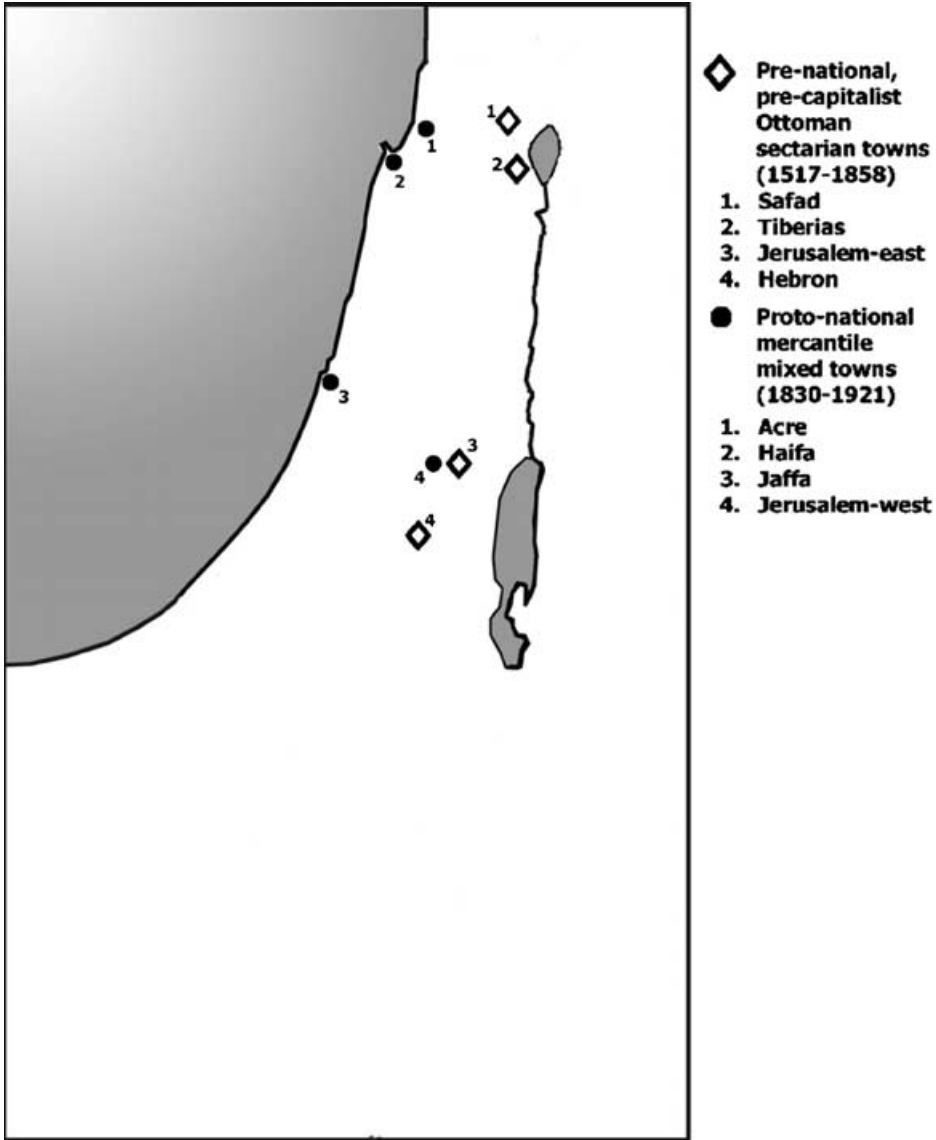 1
1
2
2
3
3
4
4
Pre-national,
pre-capitalist
Ottoman
sectarian towns
(1517-1858)
1. Safad
2. Tiberias
3. Jerusalem-east
4. Hebron
Proto-national
mercantile
mixed towns
(1830-1921)
1. Acre
2. Haifa
3. Jaffa
4. Jerusalem-west